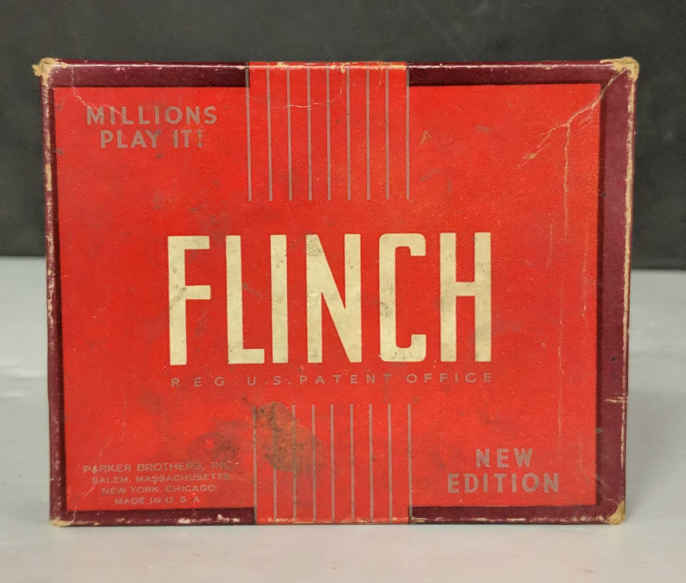 MILLIONS
PLAY IT!
FLINCH
REG U.S. PATENT OFFICE
PARKER BROTHERS, INC.
SALEM, MASSACHUSETTS
NEW YORK, CHICAGO
MADE IN U.S.A.
NEW
EDITION